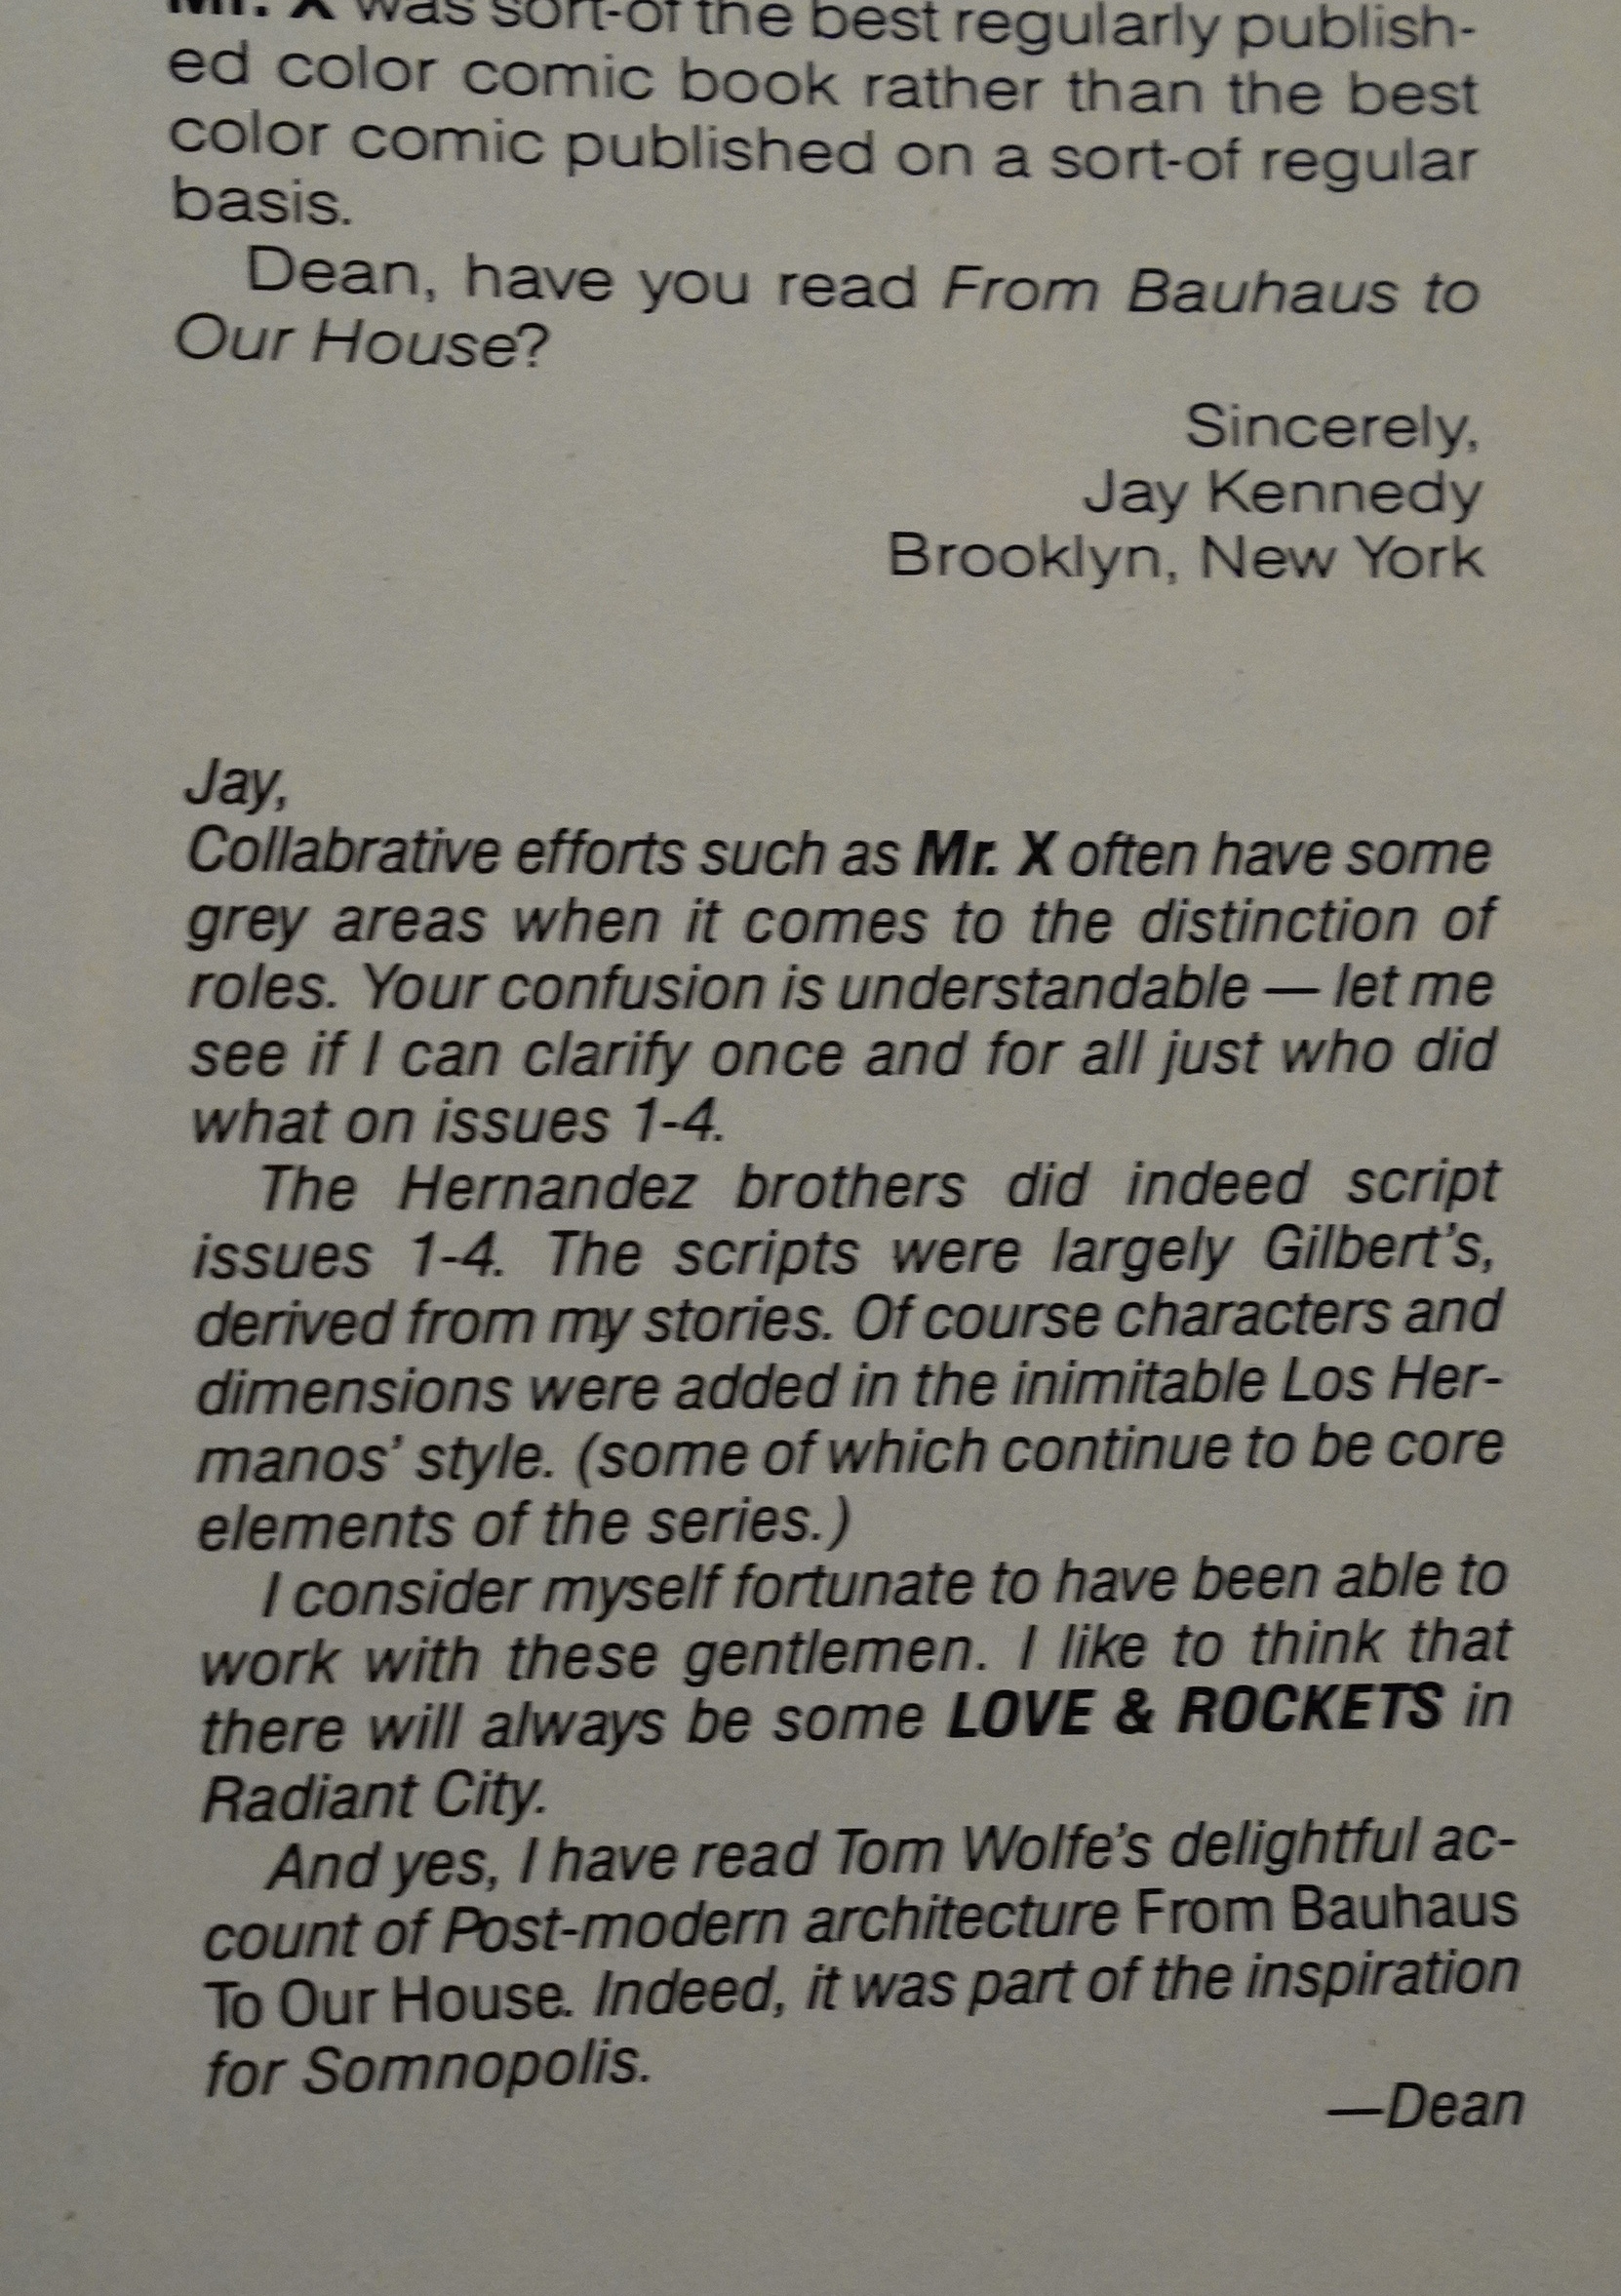 Mr. X was sort-of the best regularly publish-
ed color comic book rather than the best
color comic published on a sort-of regular
basis.
Dean, have you read From Bauhaus to
Our House?
Sincerely,
Jay Kennedy
Brooklyn, New York
Jay,
Collabrative efforts such as Mr. X often have some
grey areas when it comes to the distinction of
roles. Your confusion is understandable — let me
see if I can clarify once and for all just who did
what on issues 1-4.
The Hernandez brothers did indeed script
issues 1-4. The scripts were largely Gilbert's,
derived from my stories. Of course characters and
dimensions were added in the inimitable Los Her-
manos' style. (some of which continue to be core
elements of the series.)
I consider myself fortunate to have been able to
work with these gentlemen. I like to think that
there will always be some LOVE & ROCKETS in
Radiant City.
And yes, I have read Tom Wolfe's delightful ac-
count of Post-modern architecture From Bauhaus
To Our House. Indeed, it was part of the inspiration
for Somnopolis.
—Dean